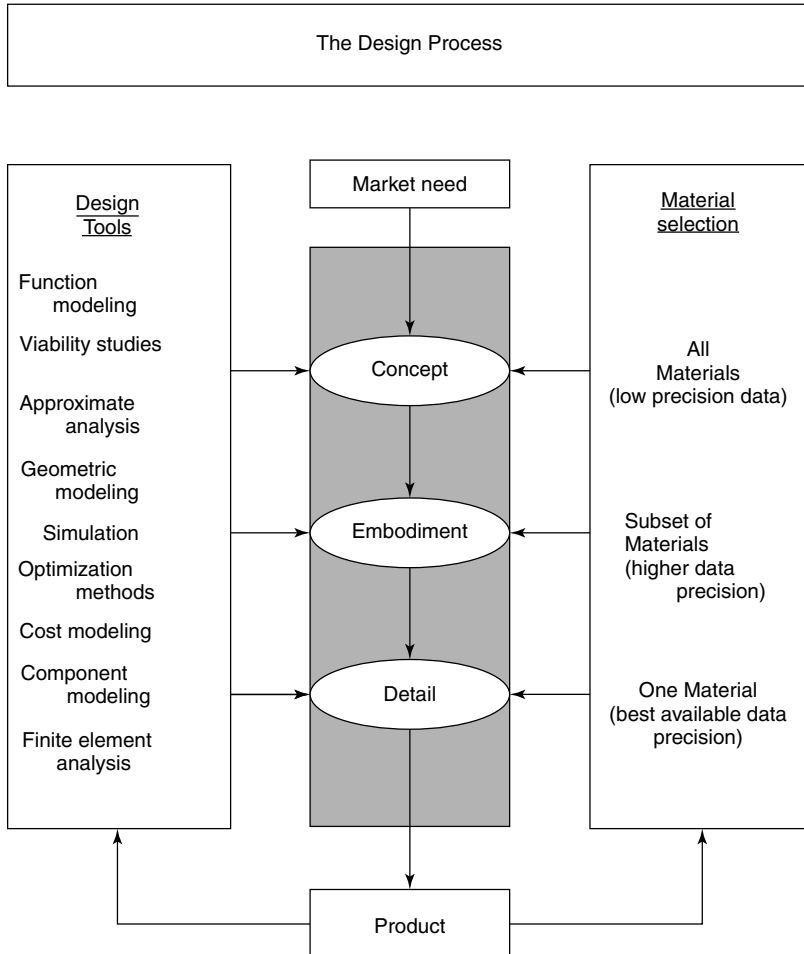 The Design Process
Design
Tools
Function
modeling
Viability studies
Approximate
analysis
Geometric
modeling
Simulation
Optimization
methods
Cost modeling
Component
modeling
Finite element
analysis
Market need
Concept
Embodiment
Detail
Product
Material
selection
All
Materials
(low precision data)
Subset of
Materials
(higher data
precision)
One Material
(best available data
precision)